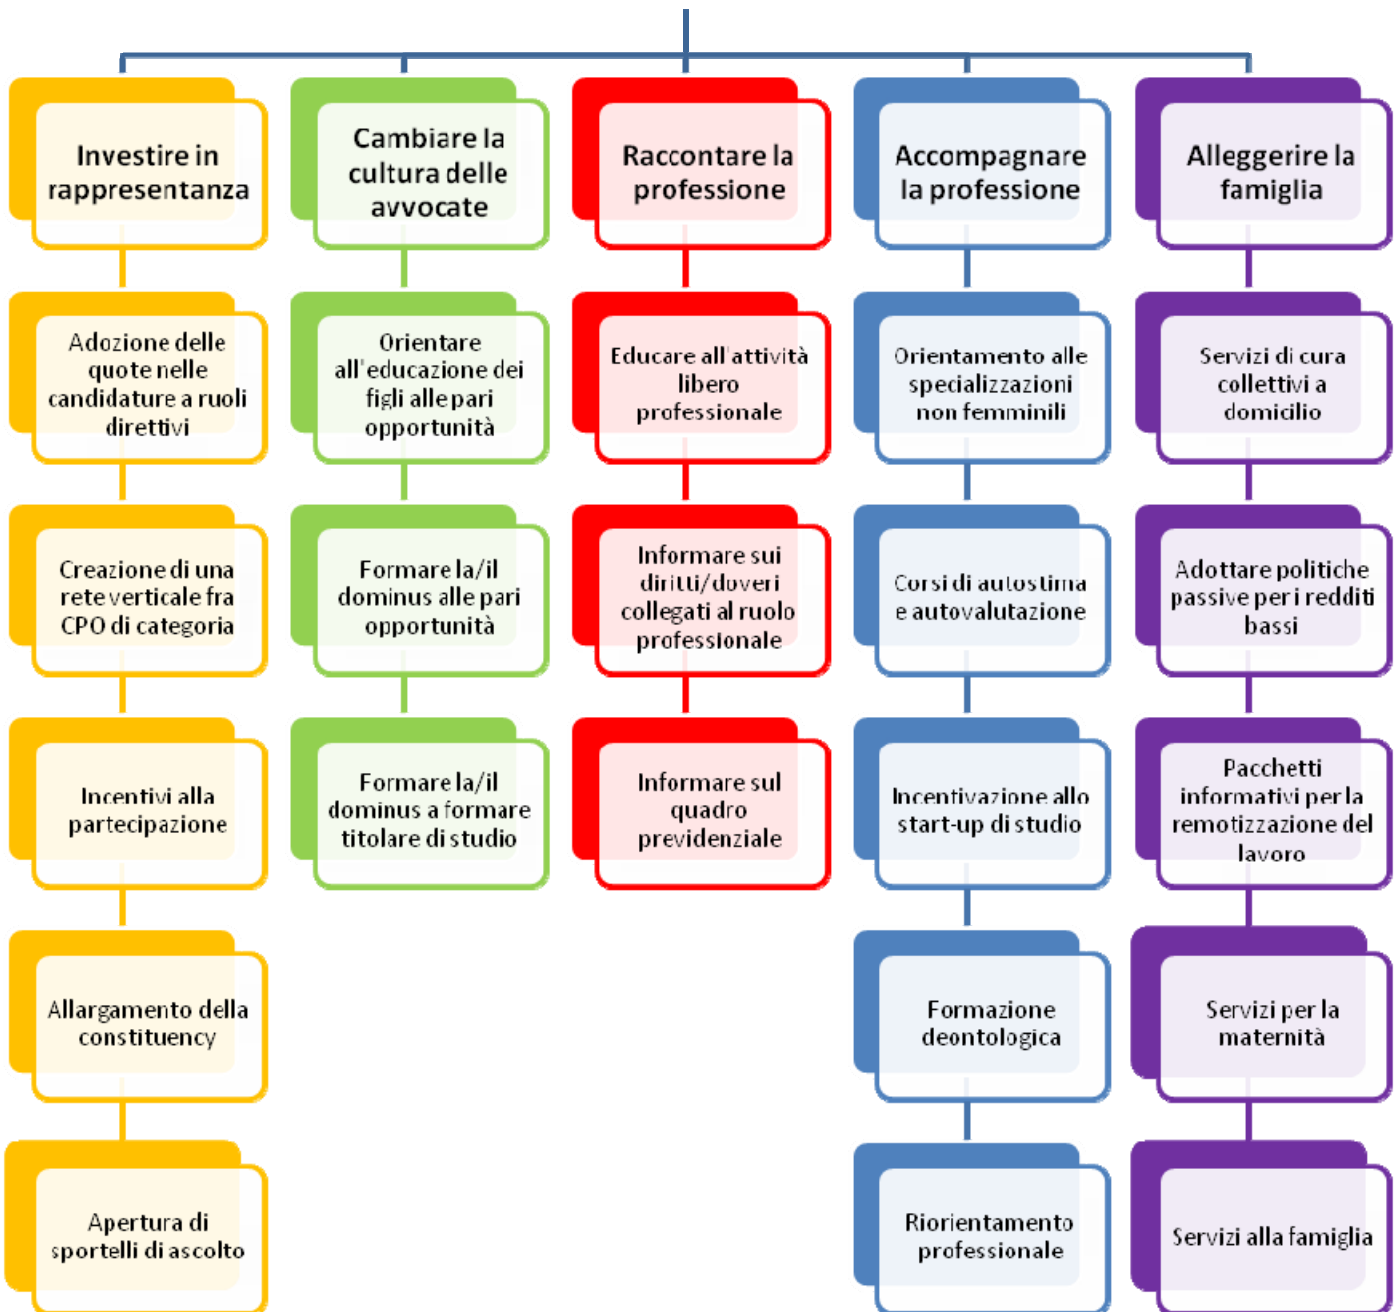 Investire in
rappresentanza
Adozione delle
quote nelle
candidature a ruoli
direttivi
Creazione di una
rete verticale fra
CPO di categoria
Incentivi alla
partecipazione
Allargamento della
constituency
Apertura di
sportelli di ascolto
Cambiare la
cultura delle
avvocate
Orientare
all'educazione dei
figli alle pari
opportunità
Formare la/il
dominus alle pari
opportunità
Formare la/il
dominus a formare
titolare di studio
Raccontare la
professione
Educare all'attività
libero
professionale
Informare sui
diritti/doveri
collegati al ruolo
professionale
Informare sul
quadro
previdenziale
Accompagnare
la professione
Orientamento alle
specializzazioni
non femminili
Corsi di autostima
e autovalutazione
Incentivazione allo
start-up di studio
Formazione
deontologica
Riorientamento
professionale
Alleggerire la
famiglia
Servizi di cura
collettivi a
domicilio
Adottare politiche
passive per i redditi
bassi
Pacchetti
informativi per la
remotizzazione del
lavoro
Servizi per la
maternità
Servizi alla famiglia